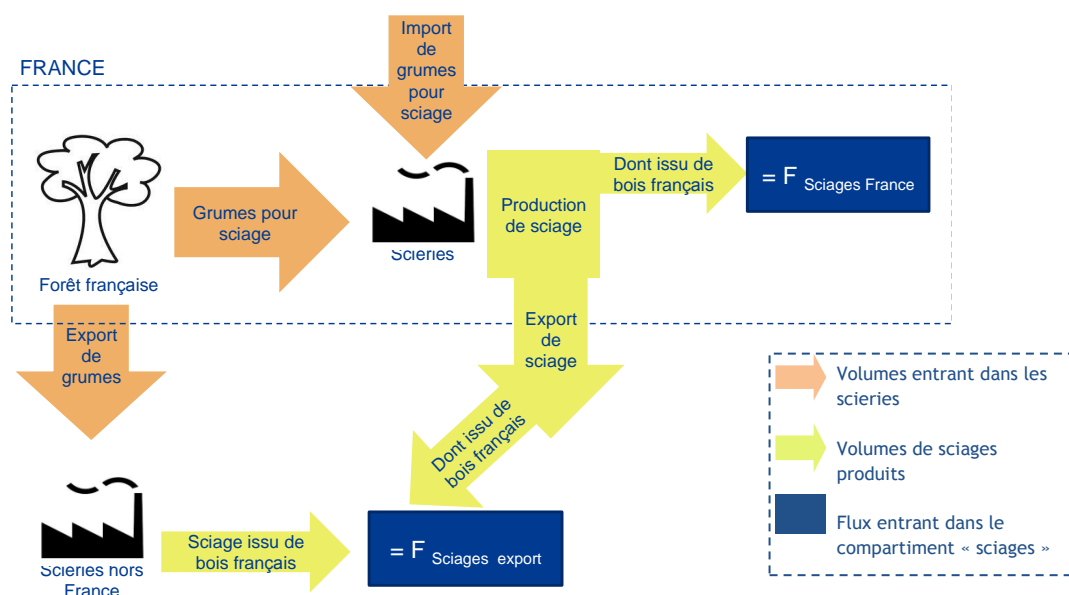 FRANCE
Import
de
grumes
pour
sciage
Grumes pour
sciage
Scieries
Production
de sciage
Dont issu de
bois français
= F Sciages France
Forêt française
Export
de
grumes
Export
de
sciage
Dont issu de
bois français
Scieries hors
France
Sciage issu de
bois français
= F Sciages export
Volumes entrant dans les
scieries
Volumes de sciages
produits
Flux entrant dans le
compartiment « sciages »